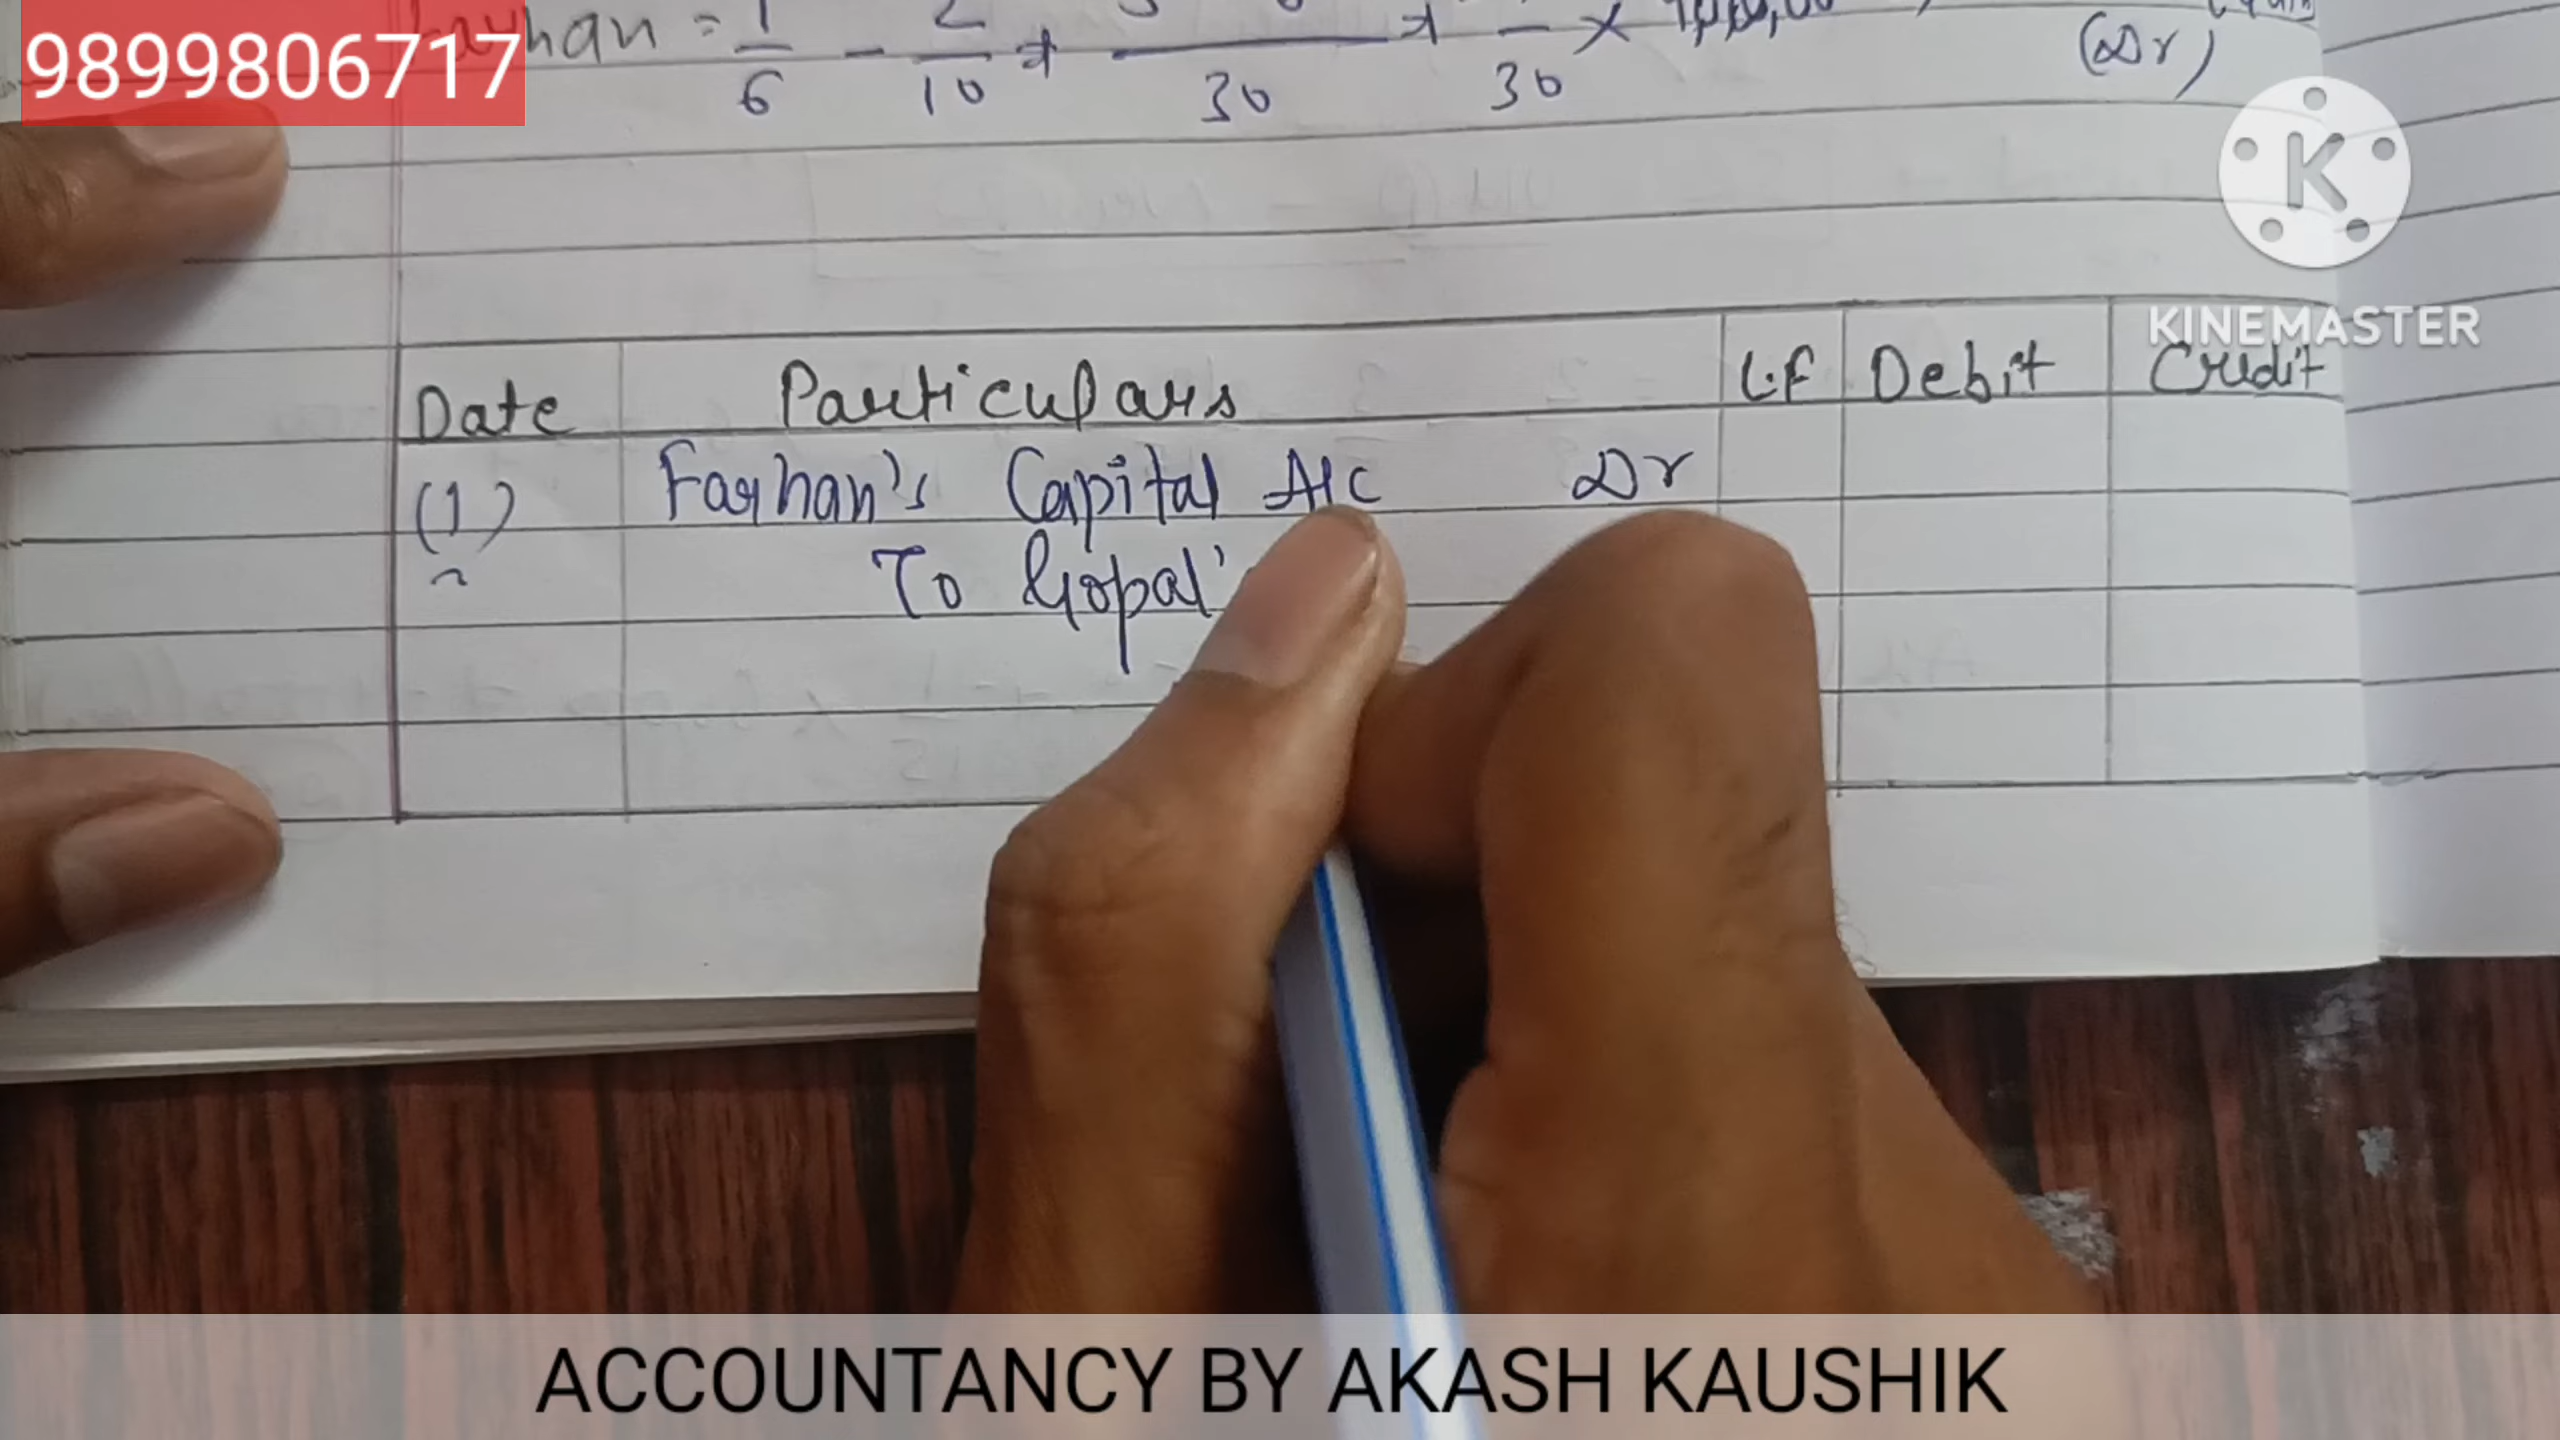 9899806717
han = 1/6 - 2/10 + /30 + /30 ×
(Dr)
KINEMASTER
Date Particulars L.F Debit Credit
(1) Farhan's Capital A/c Dr
To Gopal'
ACCOUNTANCY BY AKASH KAUSHIK